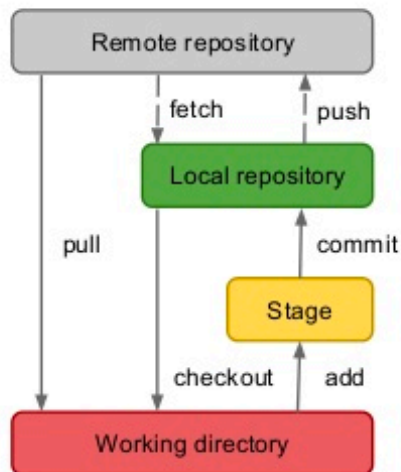 Remote repository
fetch
push
Local repository
pull
commit
Stage
checkout
add
Working directory